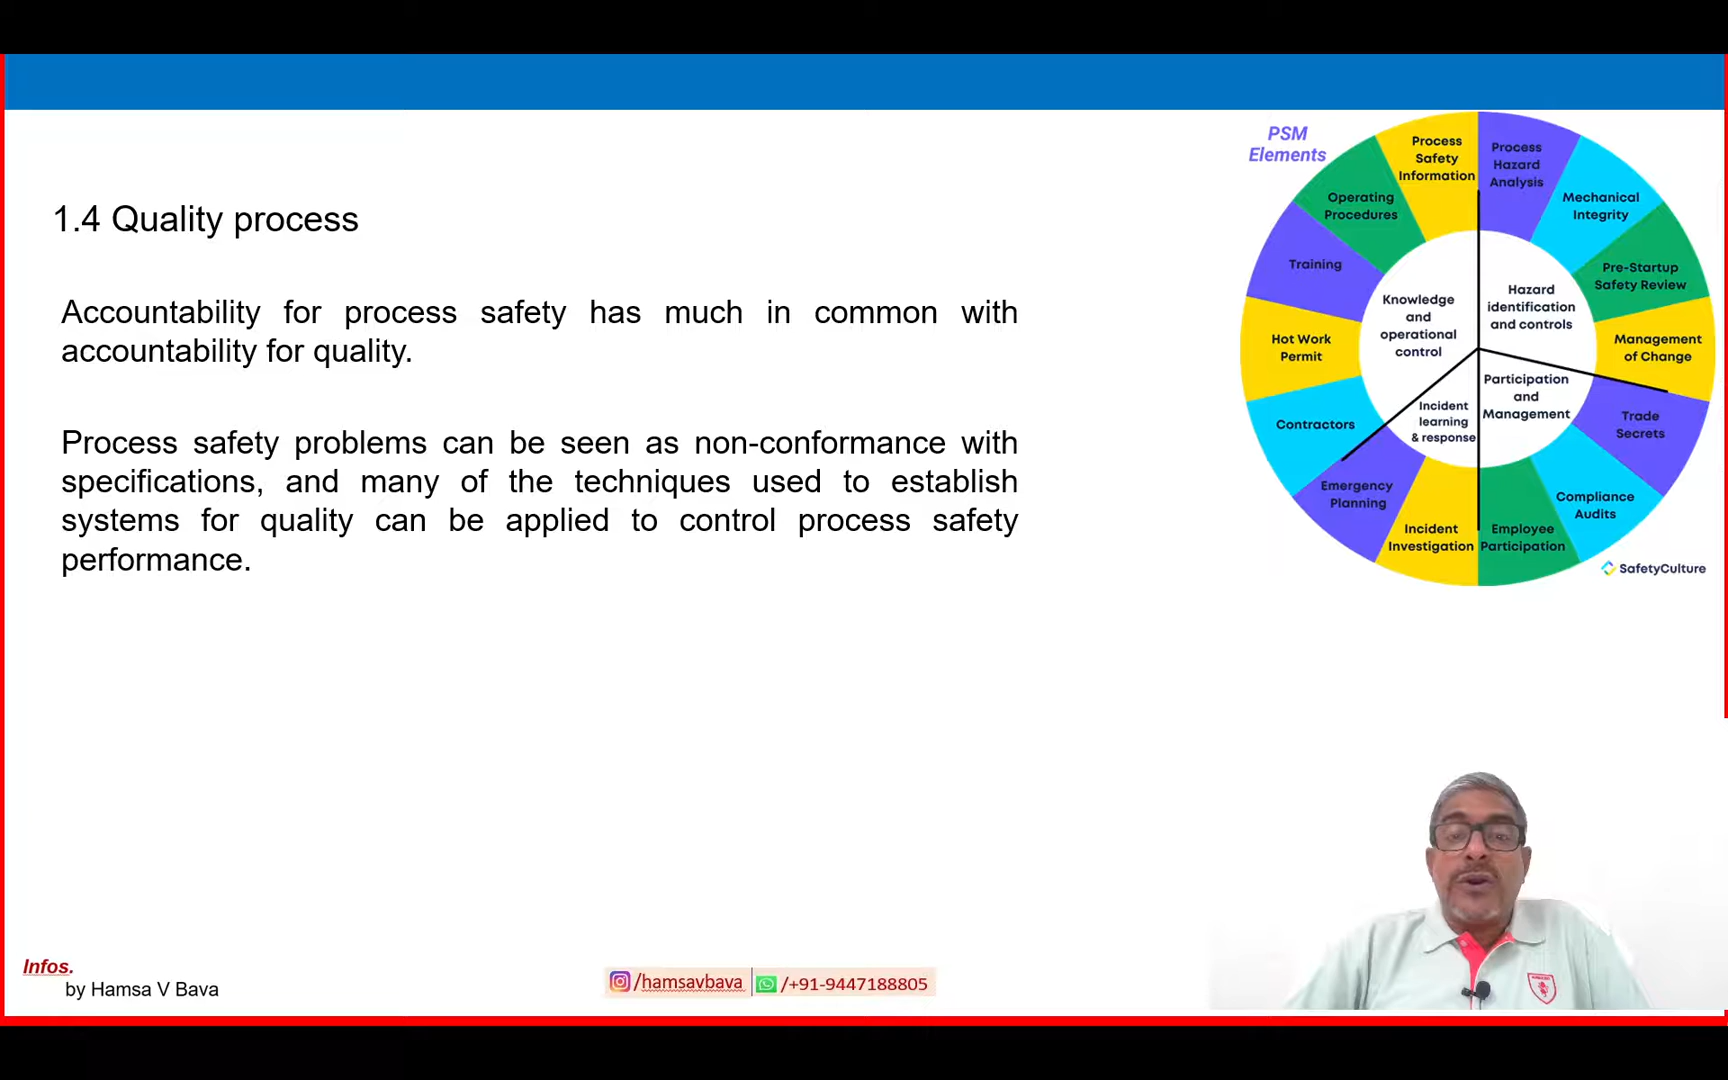 1.4 Quality process
Accountability for process safety has much in common with
accountability for quality.
Process safety problems can be seen as non-conformance with
specifications, and many of the techniques used to establish
systems for quality can be applied to control process safety
performance.
PSM
Elements
Process
Safety
Information
Process
Hazard
Analysis
Mechanical
Integrity
Pre-Startup
Safety Review
Management
of Change
Trade
Secrets
Compliance
Audits
Employee
Participation
Incident
Investigation
Emergency
Planning
Contractors
Hot Work
Permit
Training
Operating
Procedures
Knowledge
and
operational
control
Hazard
identification
and controls
Participation
and
Management
Incident
learning
& response
SafetyCulture
Infos.
by Hamsa V Bava
/hamsavbava
/+91-9447188805